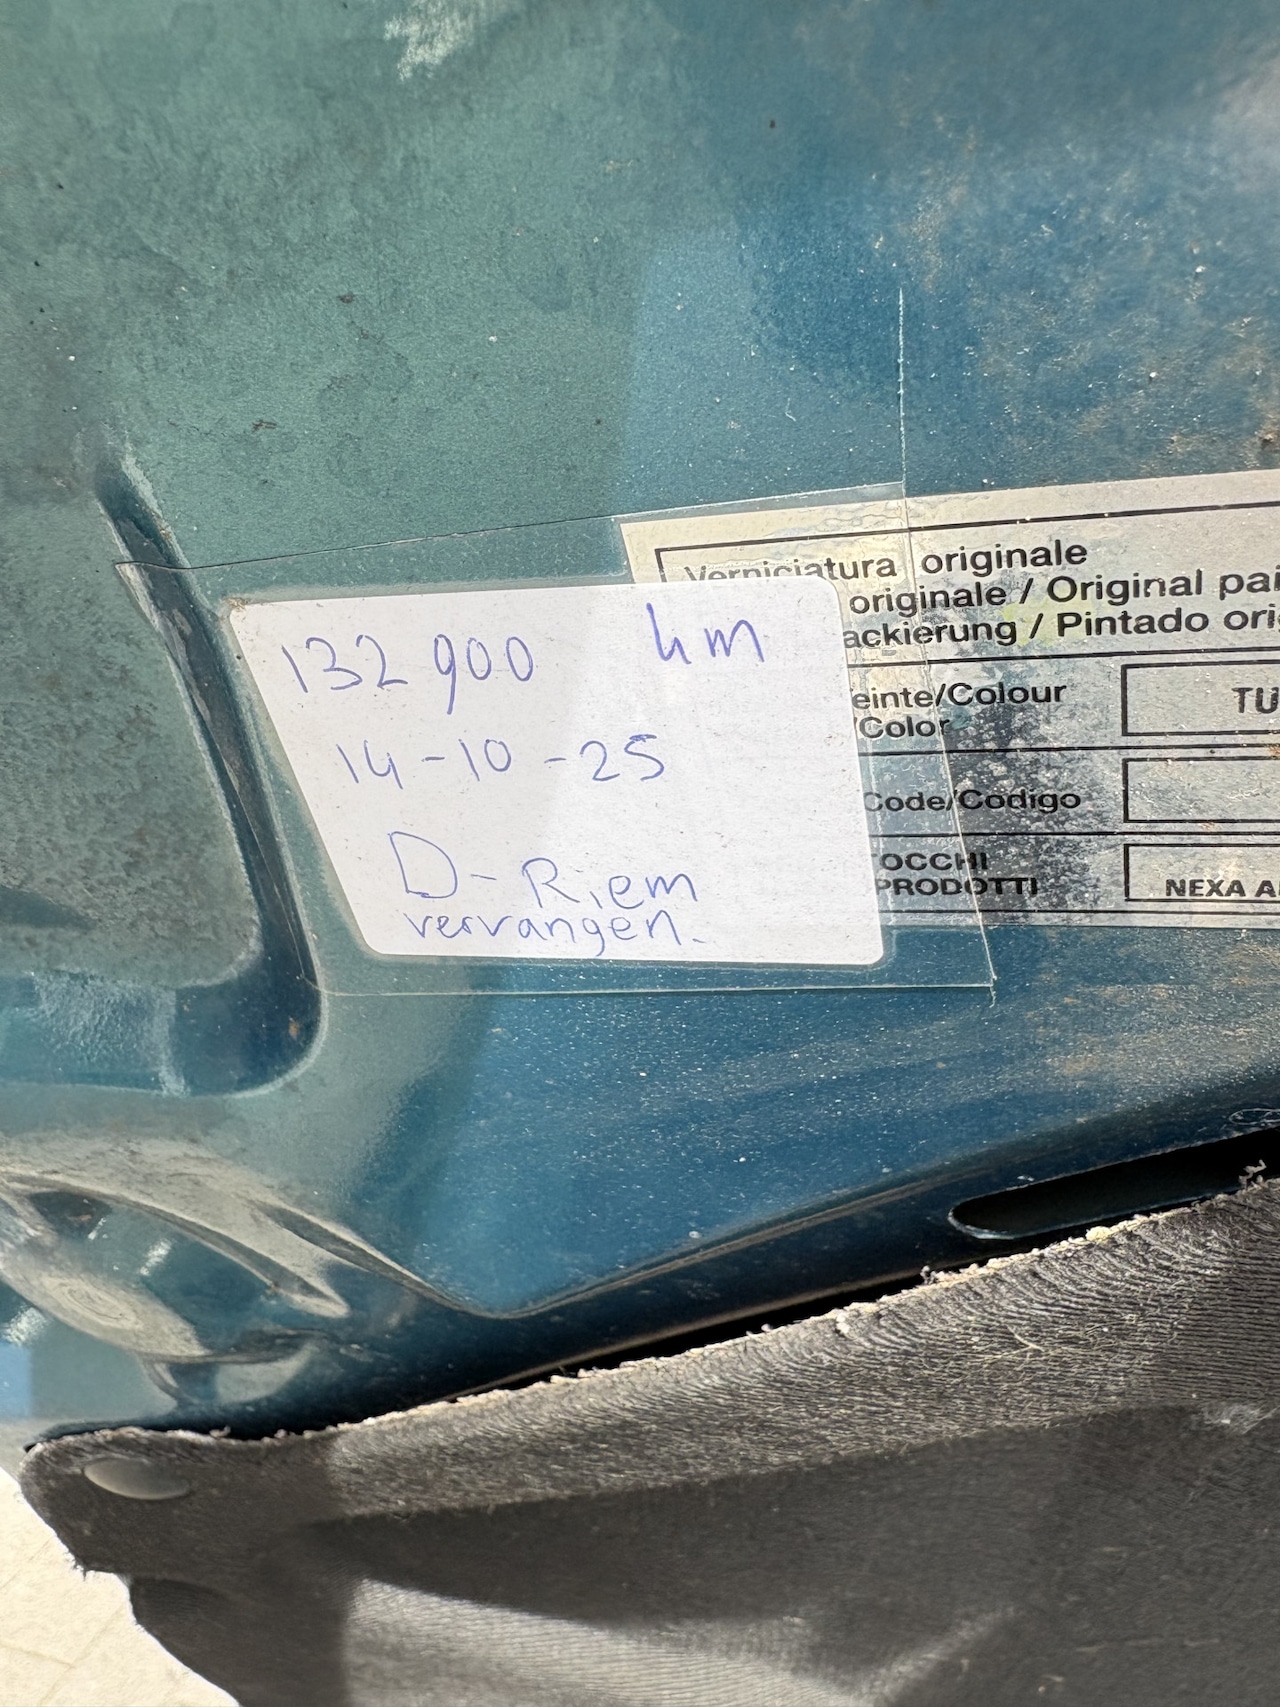 132 900 km
14-10-25
D-Riem
vervangen.
Verniciatura originale
originale / Original pai
ackierung / Pintado ori
einte/Colour
/Color
TU
Code/Codigo
OCCHI
PRODOTTI
NEXA A